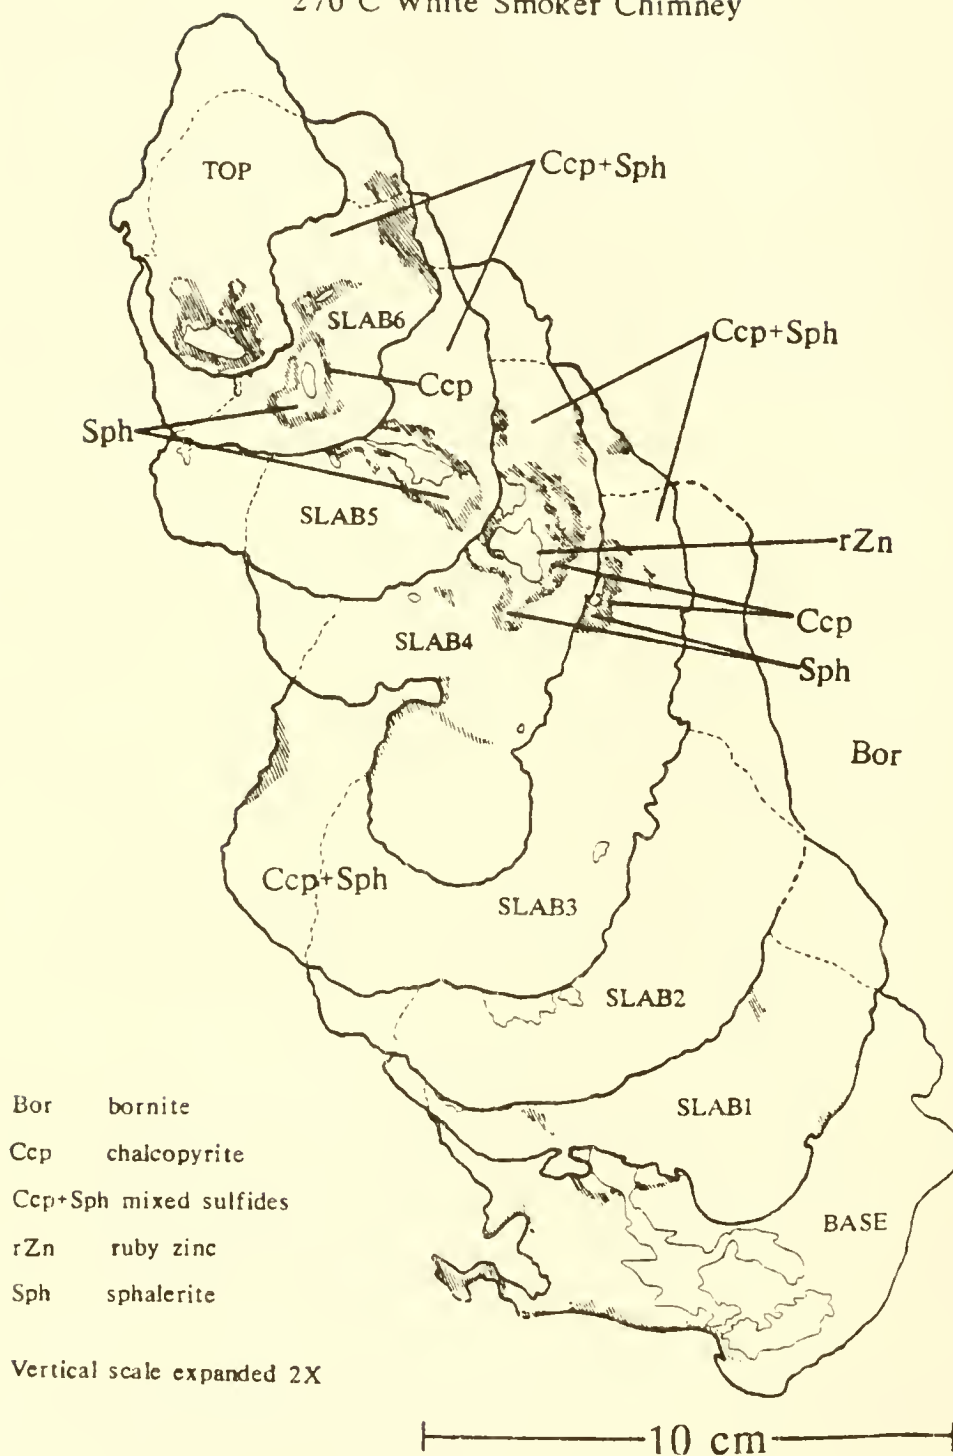 270 C White Smoker Chimney
TOP
Ccp+Sph
SLAB6
Ccp+Sph
Ccp
Sph
SLAB5
rZn
Ccp
SLAB4
Sph
Bor
Ccp+Sph
SLAB3
SLAB2
SLAB1
BASE
Bor bornite
Ccp chalcopyrite
Ccp+Sph mixed sulfides
rZn ruby zinc
Sph sphalerite
Vertical scale expanded 2X
10 cm